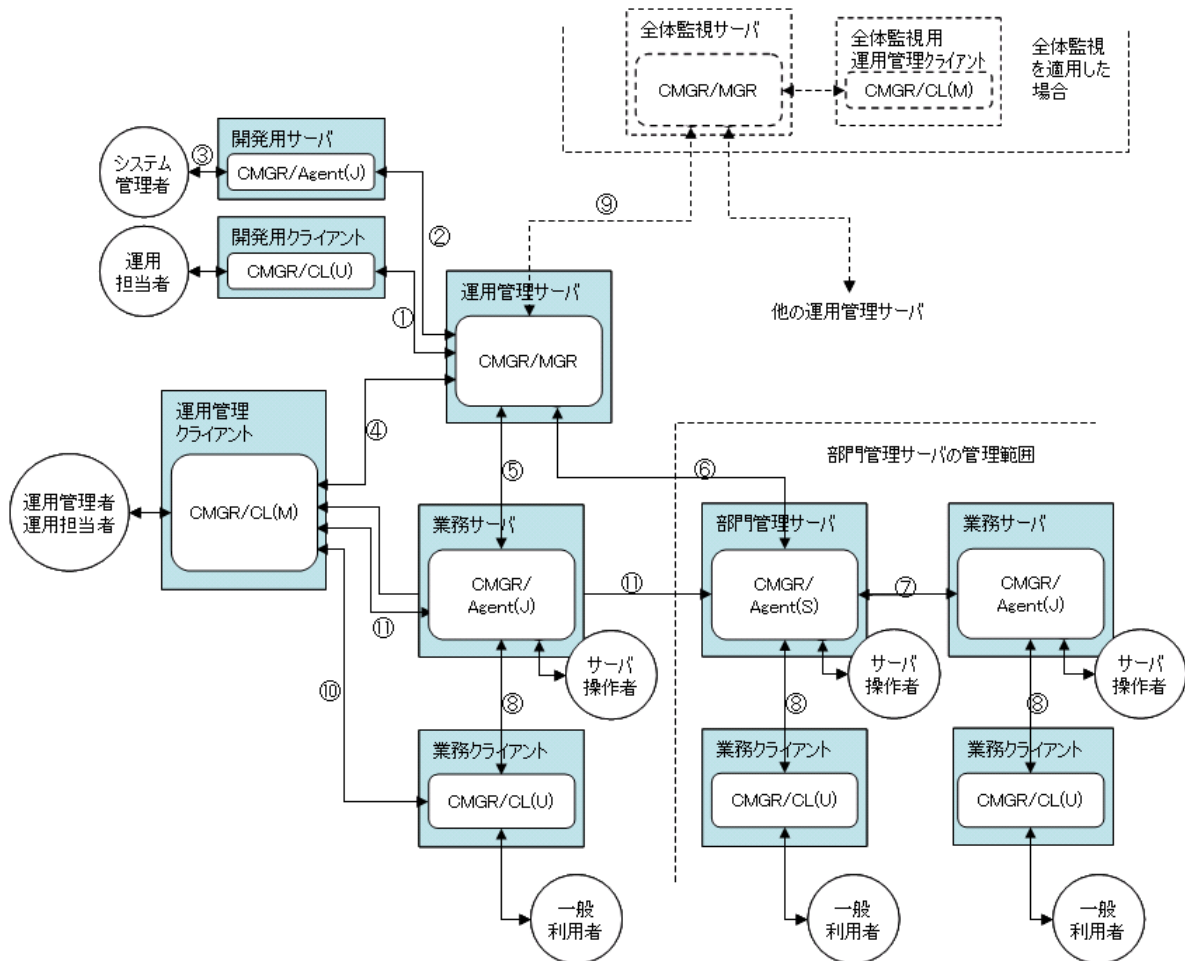 全体監視サーバ
CMGR/MGR
全体監視用
運用管理クライアント
CMGR/CL(M)
全体監視
を適用した
場合
開発用サーバ
CMGR/Agent(J)
システム
管理者
③
②
⑨
開発用クライアント
CMGR/CL(U)
運用
担当者
①
運用管理サーバ
CMGR/MGR
他の運用管理サーバ
運用管理
クライアント
CMGR/CL(M)
運用管理者
運用担当者
④
⑤
⑥
部門管理サーバの管理範囲
業務サーバ
CMGR/
Agent(J)
⑪
⑪
部門管理サーバ
CMGR/
Agent(S)
⑦
業務サーバ
CMGR/
Agent(J)
サーバ
操作者
サーバ
操作者
サーバ
操作者
⑩
⑧
⑧
⑧
業務クライアント
CMGR/CL(U)
業務クライアント
CMGR/CL(U)
業務クライアント
CMGR/CL(U)
一般
利用者
一般
利用者
一般
利用者